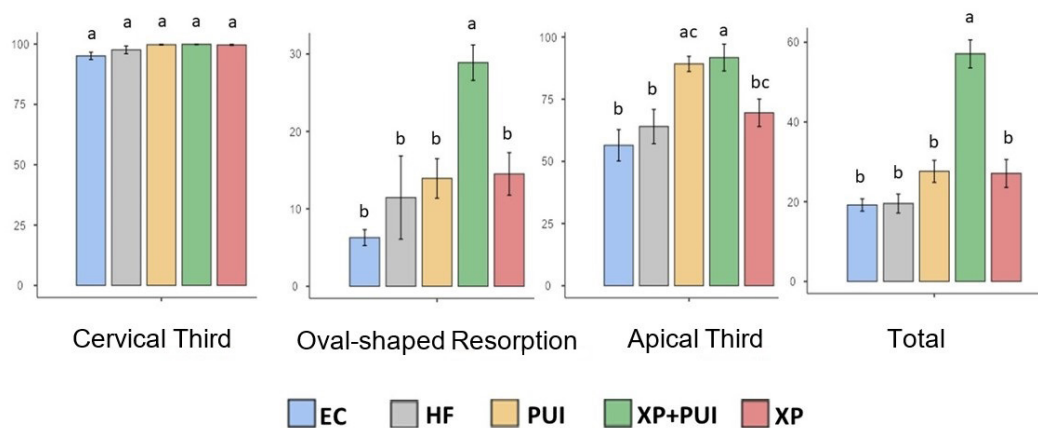 a a a a a
100
75
50
25
0
Cervical Third
a
b b b b
30
20
10
0
Oval-shaped Resorption
b b ac a bc
100
75
50
25
0
Apical Third
b b b a b
60
40
20
0
Total
EC HF PUI XP+PUI XP